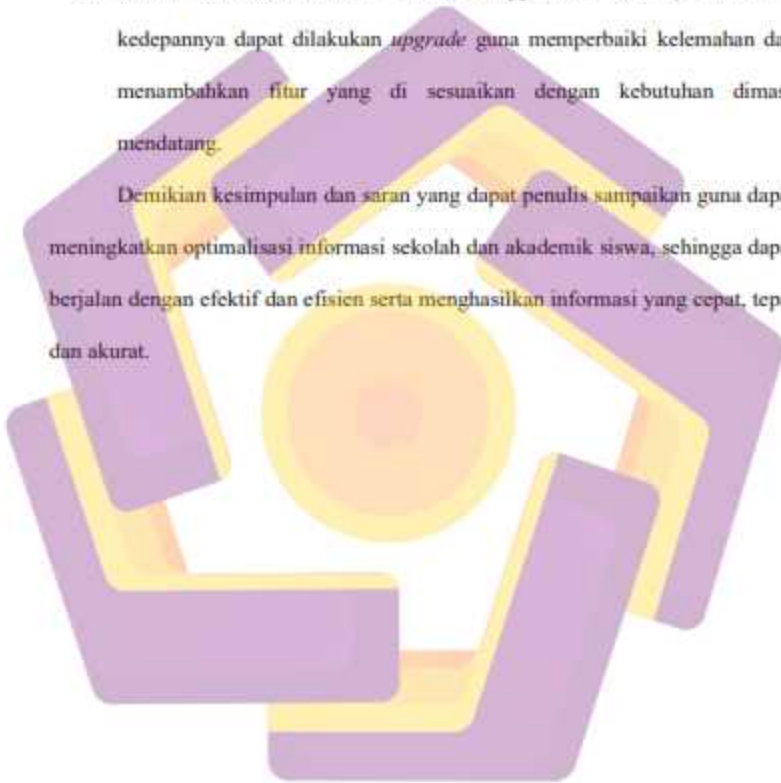 kedepannya dapat dilakukan upgrade guna memperbaiki kelemahan da
menambahkan fitur yang di sesuaikan dengan kebutuhan dimas
mendatang.
Demikian kesimpulan dan saran yang dapat penulis sampaikan guna dapa
meningkatkan optimalisasi informasi sekolah dan akademik siswa, sehingga dapa
berjalan dengan efektif dan efisien serta menghasilkan informasi yang cepat, tep
dan akurat.